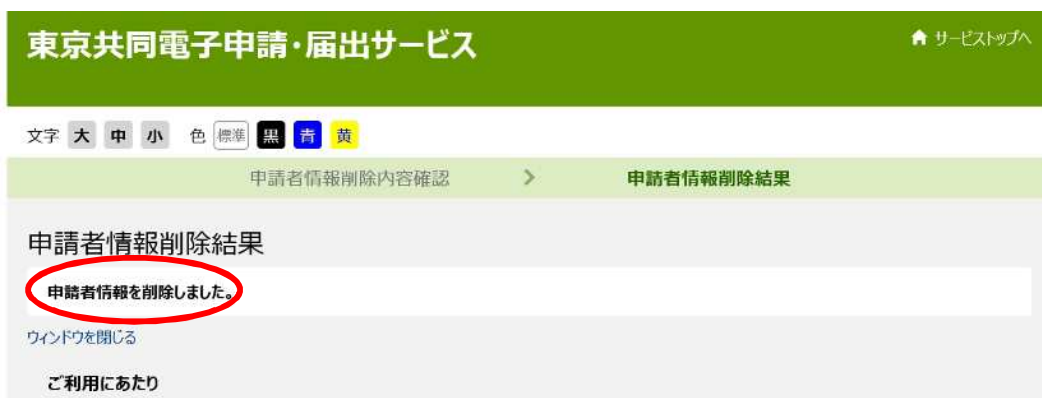 東京共同電子申請・届出サービス
サービストップへ
文字 大 中 小 色 標準 黒 青 黄
申請者情報削除内容確認 > 申請者情報削除結果
申請者情報削除結果
申請者情報を削除しました。
ウィンドウを閉じる
ご利用にあたり